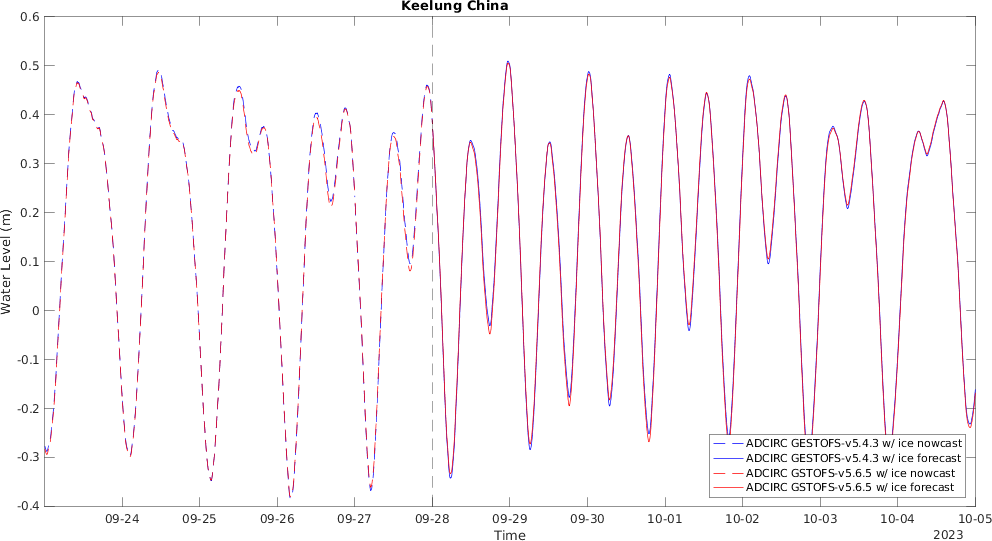 Keelung China
0.6
0.5
0.4
0.3
0.2
0.1
0
-0.1
-0.2
-0.3
-0.4
Water Level (m)
ADCIRC GESTOFS-v5.4.3 w/ ice nowcast
ADCIRC GESTOFS-v5.4.3 w/ ice forecast
ADCIRC GSTOFS-v5.6.5 w/ ice nowcast
ADCIRC GSTOFS-v5.6.5 w/ ice forecast
09-24 09-25 09-26 09-27 09-28 09-29 09-30 10-01 10-02 10-03 10-04 10-05
Time
2023